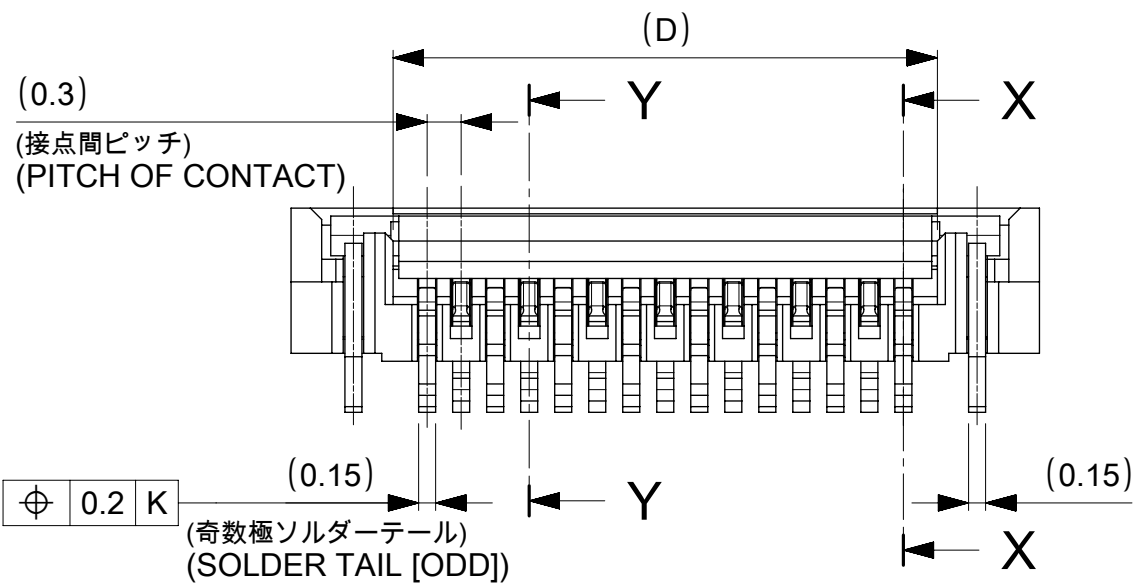 (D)
(0.3)
Y
X
(接点間ピッチ)
(PITCH OF CONTACT)
(0.15)
(0.15)
⌖ 0.2 K
Y
(奇数極ソルダーテール)
(SOLDER TAIL [ODD])
X